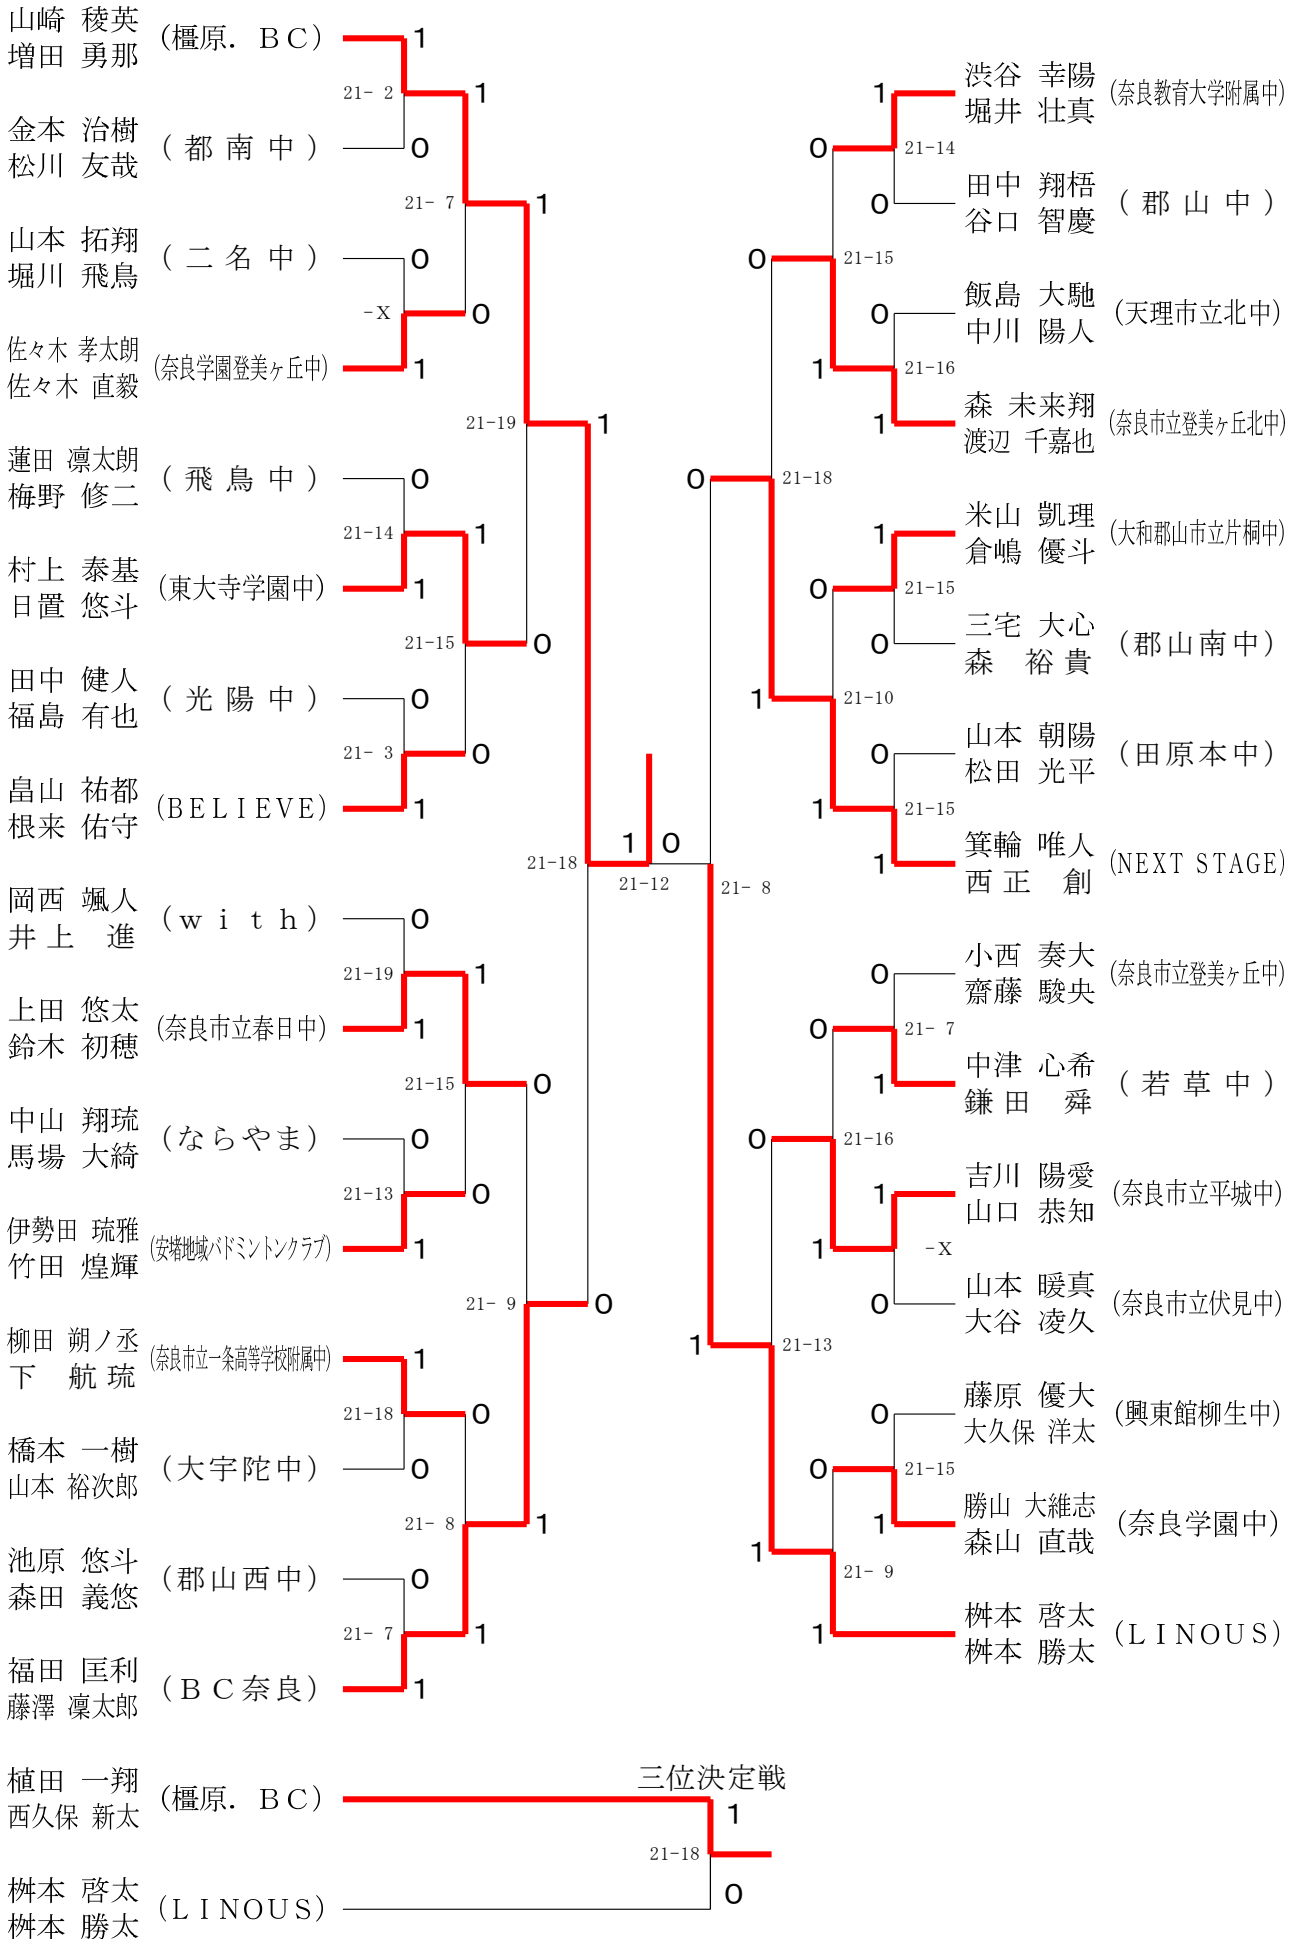 山崎 稜英
増田 勇那
(橿原．ＢＣ)
1
21- 2
1
金本 治樹
松川 友哉
(都南中)
0
21- 7
1
山本 拓翔
堀川 飛鳥
(二名中)
0
-X
0
佐々木 孝太朗
佐々木 直毅
(奈良学園登美ヶ丘中)
1
21-19
1
蓮田 凛太朗
梅野 修二
(飛鳥中)
0
21-14
1
村上 泰基
日置 悠斗
(東大寺学園中)
1
21-15
0
田中 健人
福島 有也
(光陽中)
0
21- 3
0
畠山 祐都
根来 佑守
(BELIEVE)
1
21-18
1
0
21-12
岡西 颯人
井上 進
(ｗｉｔｈ)
0
21-19
1
上田 悠太
鈴木 初穂
(奈良市立春日中)
1
21-15
0
中山 翔琉
馬場 大綺
(ならやま)
0
21-13
0
伊勢田 琉雅
竹田 煌輝
(安堵地域バドミントンクラブ)
1
21- 9
0
柳田 朔ノ丞
下 航琉
(奈良市立一条高等学校附属中)
1
21-18
0
橋本 一樹
山本 裕次郎
(大宇陀中)
0
21- 8
1
池原 悠斗
森田 義悠
(郡山西中)
0
21- 7
1
福田 匡利
藤澤 凜太郎
(ＢＣ奈良)
1
渋谷 幸陽
堀井 壮真
(奈良教育大学附属中)
1
0
21-14
田中 翔梧
谷口 智慶
(郡山中)
0
0
21-15
飯島 大馳
中川 陽人
(天理市立北中)
0
1
21-16
森 未来翔
渡辺 千嘉也
(奈良市立登美ヶ丘北中)
1
0
21-18
米山 凱理
倉嶋 優斗
(大和郡山市立片桐中)
1
0
21-15
三宅 大心
森 裕貴
(郡山南中)
0
1
21-10
山本 朝陽
松田 光平
(田原本中)
0
1
21-15
箕輪 唯人
西正 創
(NEXT STAGE)
1
21- 8
小西 奏大
齋藤 駿央
(奈良市立登美ヶ丘中)
0
0
21- 7
中津 心希
鎌田 舜
(若草中)
1
0
21-16
吉川 陽愛
山口 恭知
(奈良市立平城中)
1
1
-X
山本 暖真
大谷 凌久
(奈良市立伏見中)
0
1
21-13
藤原 優大
大久保 洋太
(興東館柳生中)
0
0
21-15
勝山 大維志
森山 直哉
(奈良学園中)
1
1
21- 9
桝本 啓太
桝本 勝太
(ＬＩＮＯＵＳ)
1
三位決定戦
植田 一翔
西久保 新太
(橿原．ＢＣ)
1
21-18
桝本 啓太
桝本 勝太
(ＬＩＮＯＵＳ)
0